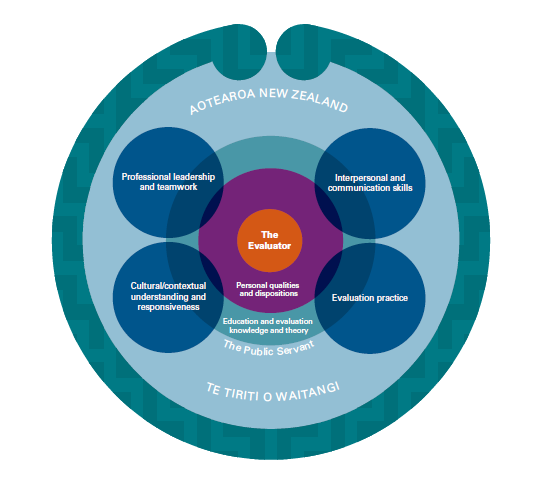 AOTEAROA NEW ZEALAND
Professional leadership
and teamwork
Interpersonal and
communication skills
The
Evaluator
Cultural/contextual
understanding and
responsiveness
Personal qualities
and dispositions
Evaluation practice
Education and evaluation
knowledge and theory
The Public Servant
TE TIRITI O WAITANGI